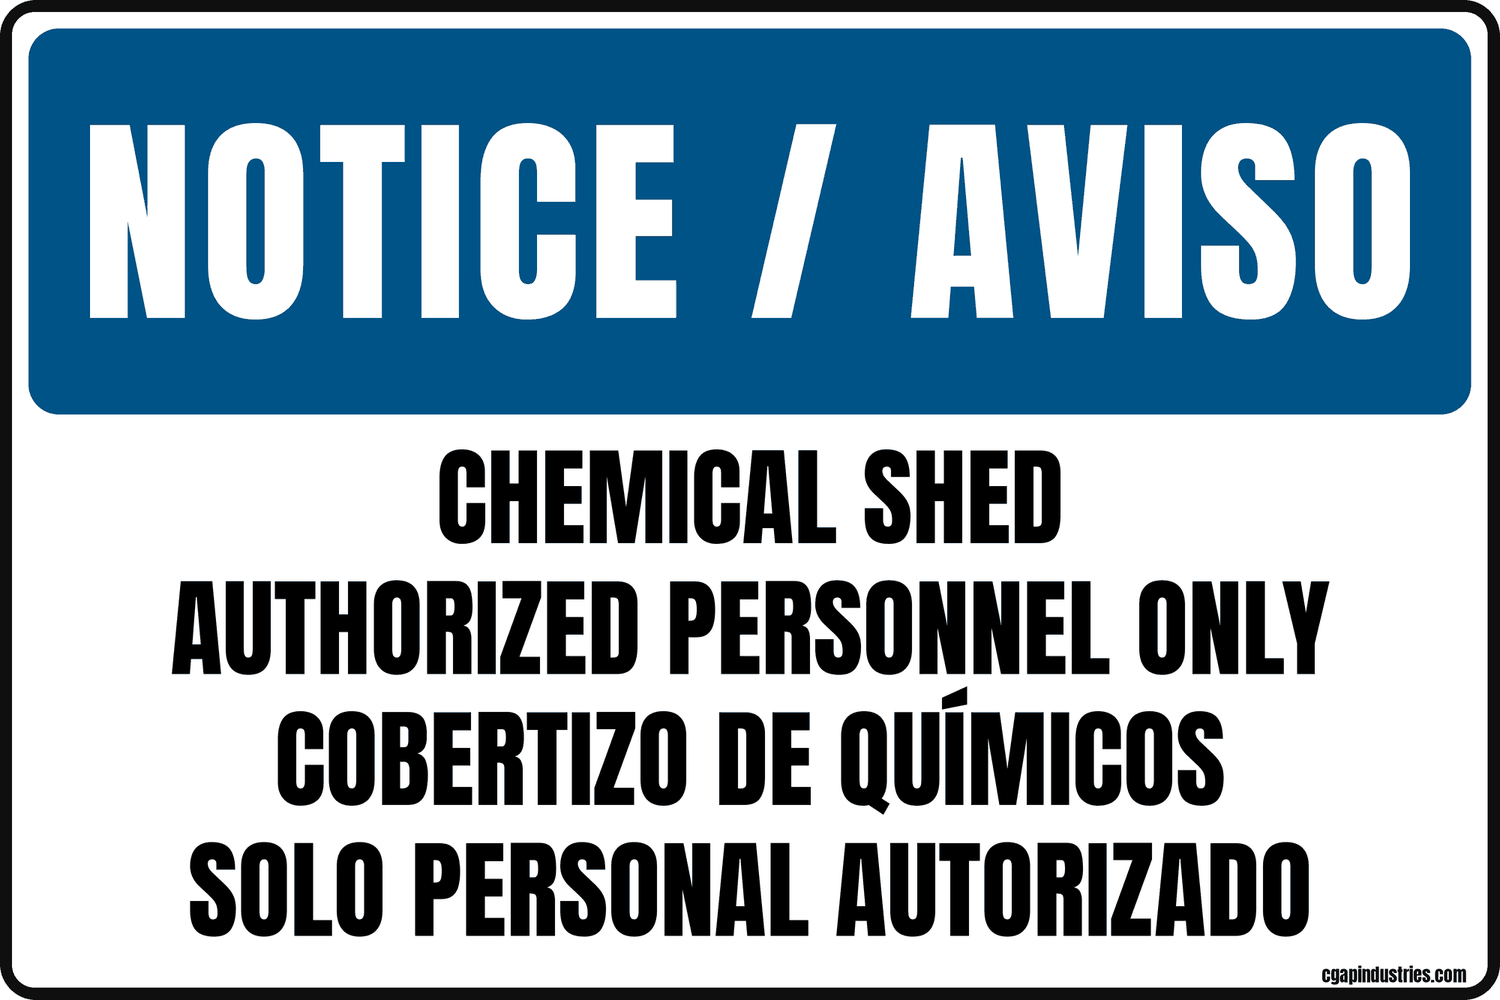 NOTICE / AVISO
CHEMICAL SHED
AUTHORIZED PERSONNEL ONLY
COBERTIZO DE QUÍMICOS
SOLO PERSONAL AUTORIZADO
cgapindustries.com